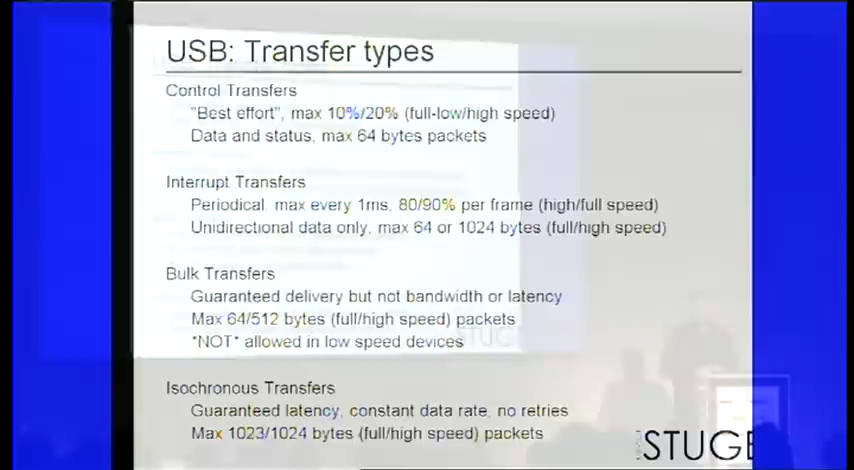 USB: Transfer types
Control Transfers
"Best effort", max 10%/20% (full-low/high speed)
Data and status, max 64 bytes packets
Interrupt Transfers
Periodical, max every 1ms, 80/90% per frame (high/full speed)
Unidirectional data only, max 64 or 1024 bytes (full/high speed)
Bulk Transfers
Guaranteed delivery but not bandwidth or latency
Max 64/512 bytes (full/high speed) packets
*NOT* allowed in low speed devices
Isochronous Transfers
Guaranteed latency, constant data rate, no retries
Max 1023/1024 bytes (full/high speed) packets
STUGE